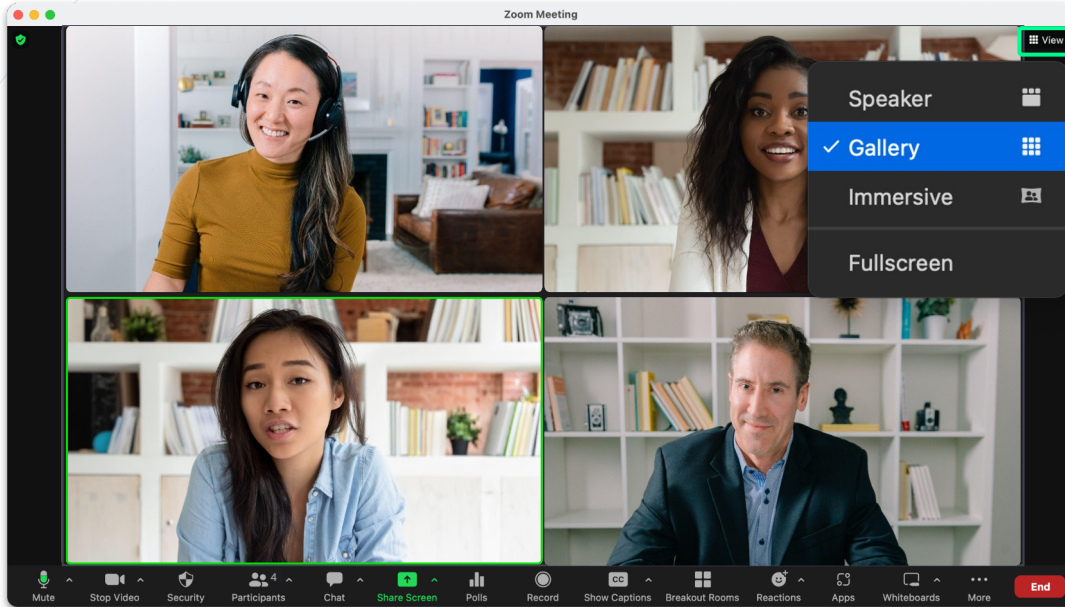 Zoom Meeting
View
Speaker
Gallery
Immersive
Fullscreen
4
Mute Stop Video Security Participants Chat Share Screen Polls Record CC Show Captions Breakout Rooms Reactions Apps Whiteboards More End